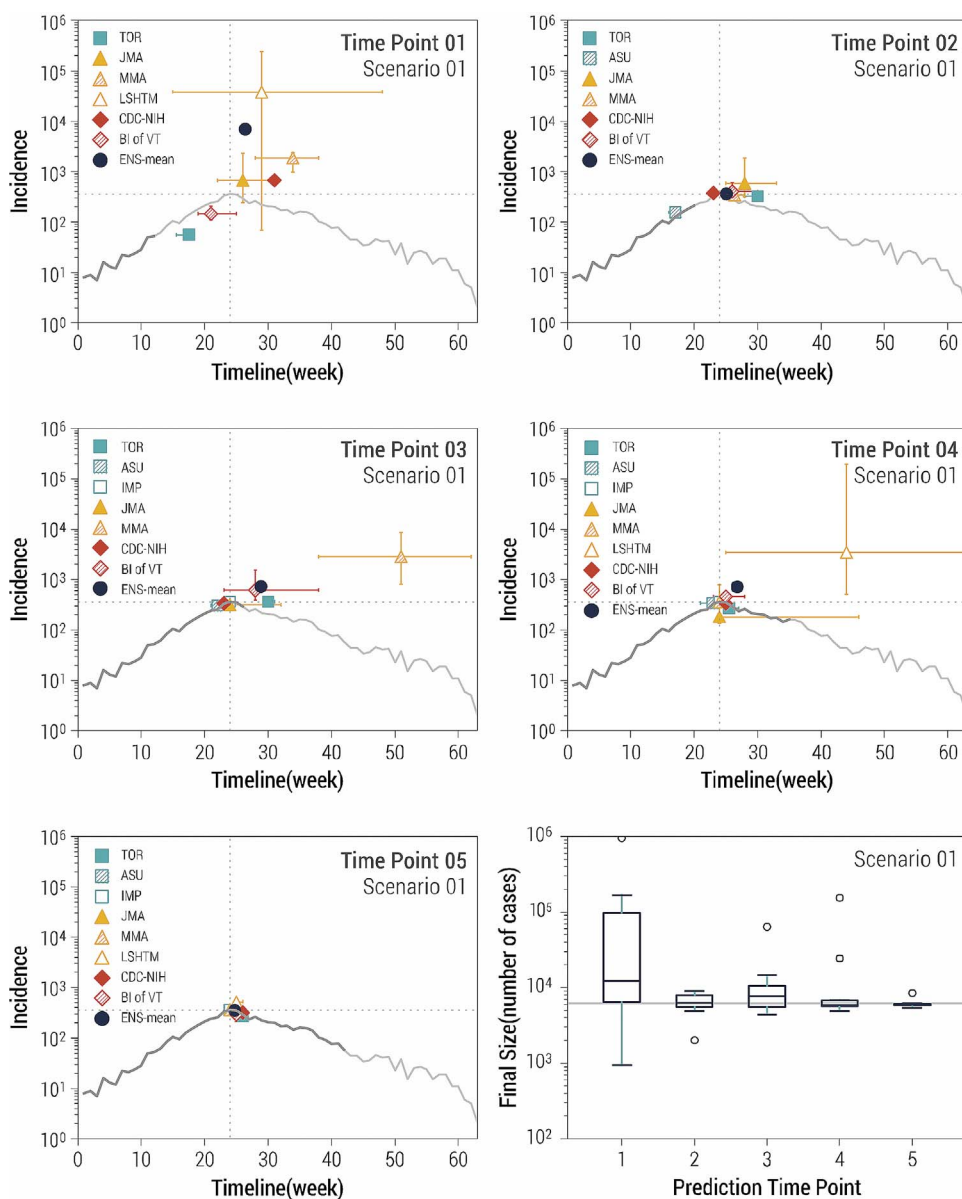 Time Point 01
Scenario 01
TOR
JMA
MMA
LSHTM
CDC-NIH
BI of VT
ENS-mean
10⁶
10⁵
10⁴
10³
10²
10¹
10⁰
Incidence
0 10 20 30 40 50 60
Timeline(week)
Time Point 02
Scenario 01
TOR
ASU
JMA
MMA
CDC-NIH
BI of VT
ENS-mean
10⁶
10⁵
10⁴
10³
10²
10¹
10⁰
Incidence
0 10 20 30 40 50 60
Timeline(week)
Time Point 03
Scenario 01
TOR
ASU
IMP
JMA
MMA
CDC-NIH
BI of VT
ENS-mean
10⁶
10⁵
10⁴
10³
10²
10¹
10⁰
Incidence
0 10 20 30 40 50 60
Timeline(week)
Time Point 04
Scenario 01
TOR
ASU
IMP
JMA
MMA
LSHTM
CDC-NIH
BI of VT
ENS-mean
10⁶
10⁵
10⁴
10³
10²
10¹
10⁰
Incidence
0 10 20 30 40 50 60
Timeline(week)
Time Point 05
Scenario 01
TOR
ASU
IMP
JMA
MMA
LSHTM
CDC-NIH
BI of VT
ENS-mean
10⁶
10⁵
10⁴
10³
10²
10¹
10⁰
Incidence
0 10 20 30 40 50 60
Timeline(week)
Scenario 01
10⁶
10⁵
10⁴
10³
10²
Final Size(number of cases)
1 2 3 4 5
Prediction Time Point